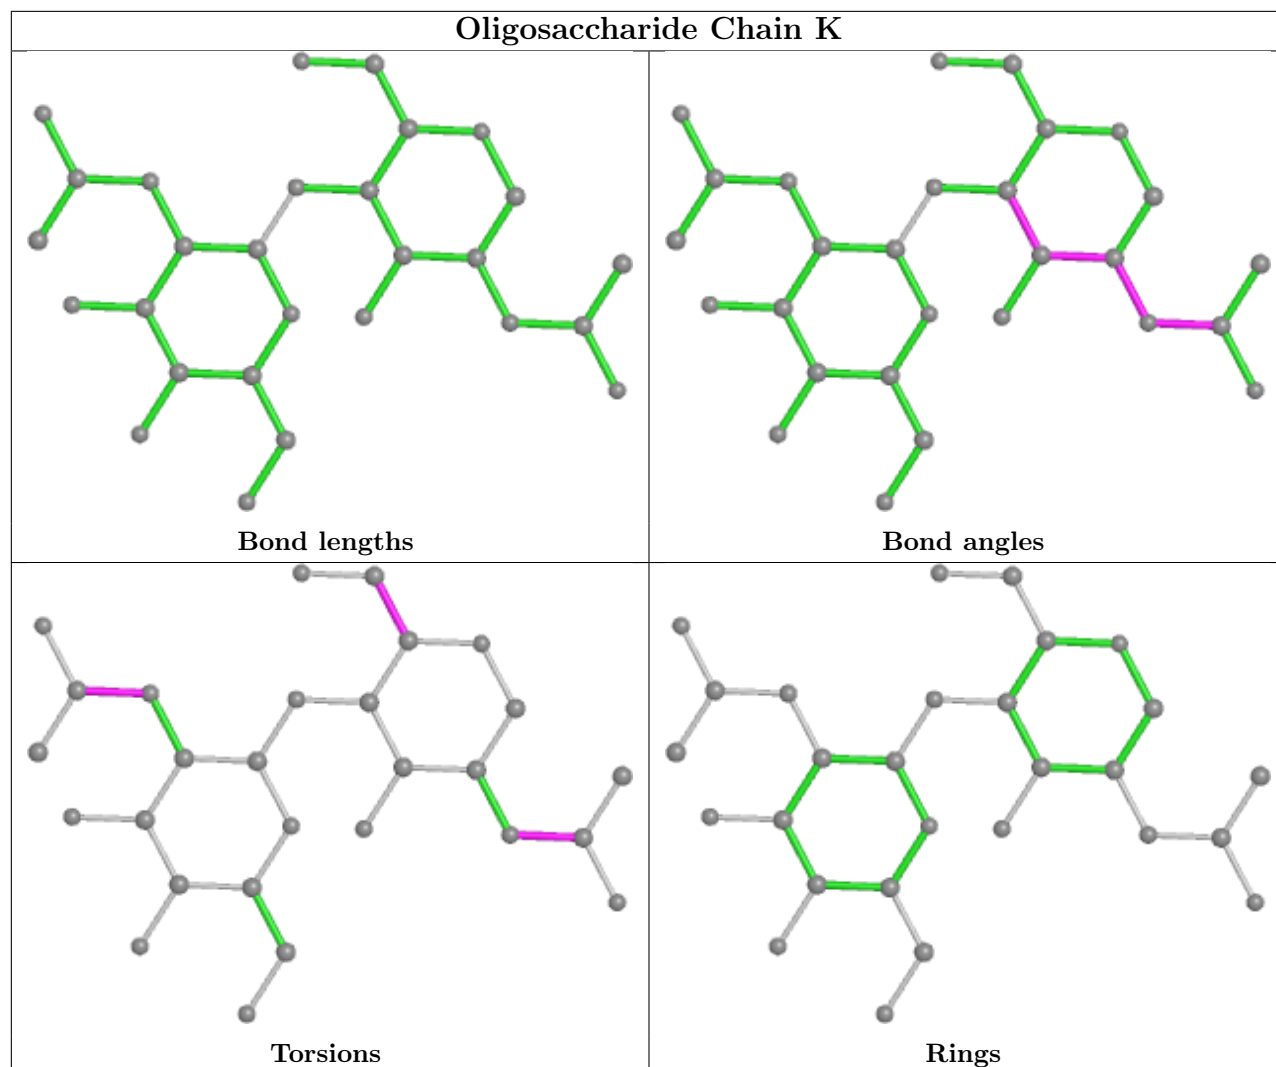 Oligosaccharide Chain K
Bond lengths
Bond angles
Torsions
Rings